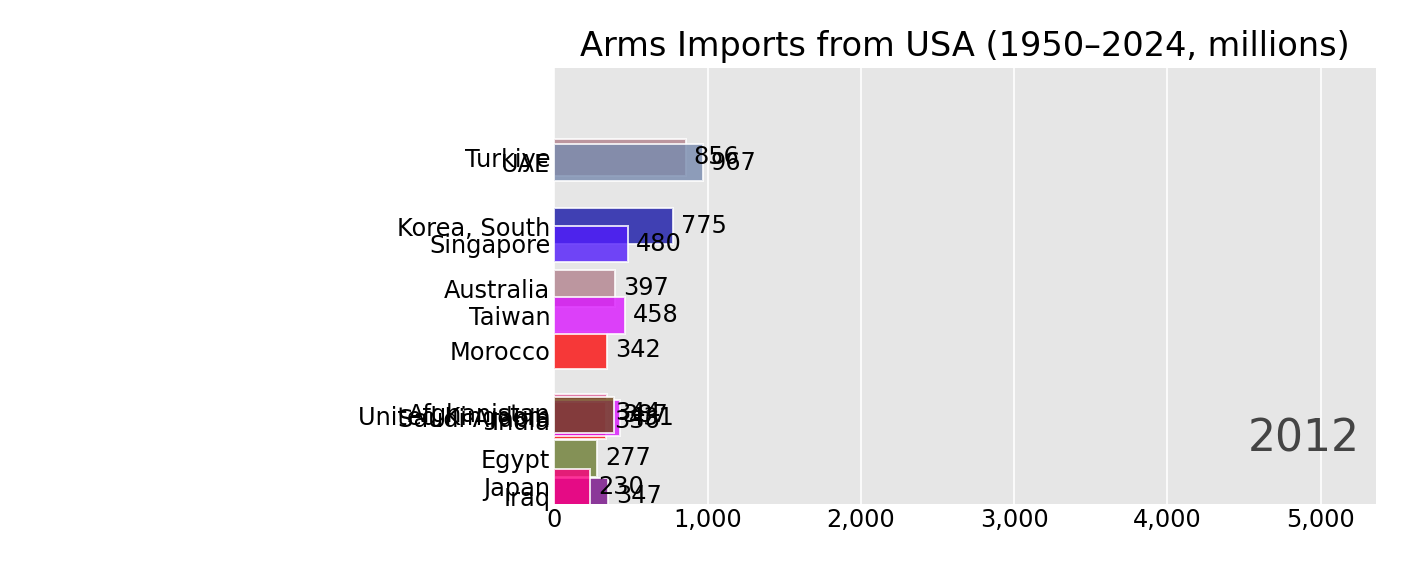 Arms Imports from USA (1950–2024, millions)
Turkiye 856
UAE 967
Korea, South 775
Singapore 480
Australia 397
Taiwan 458
Morocco 342
Afghanistan 344
United Kingdom
Saudi Arabia
India
Egypt 277
Japan 230
Iraq 347
2012
0 1,000 2,000 3,000 4,000 5,000